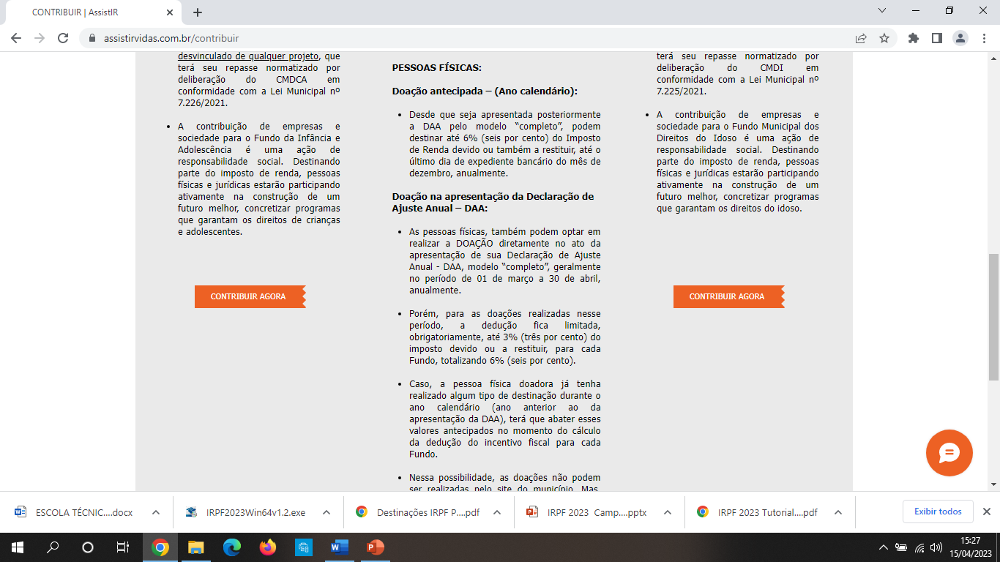 CONTRIBUIR | AssistIR
assistirvidas.com.br/contribuir
desvinculado de qualquer projeto, que
terá seu repasse normatizado por
deliberação do CMDCA em
conformidade com a Lei Municipal nº
7.226/2021.
A contribuição de empresas e
sociedade para o Fundo da Infância e
Adolescência é uma ação de
responsabilidade social. Destinando
parte do imposto de renda, pessoas
físicas e jurídicas estarão participando
ativamente na construção de um
futuro melhor, concretizar programas
que garantam os direitos de crianças
e adolescentes.
CONTRIBUIR AGORA
PESSOAS FÍSICAS:
Doação antecipada – (Ano calendário):
Desde que seja apresentada posteriormente
a DAA pelo modelo “completo”, podem
destinar até 6% (seis por cento) do Imposto
de Renda devido ou também a restituir, até o
último dia de expediente bancário do mês de
dezembro, anualmente.
Doação na apresentação da Declaração de
Ajuste Anual – DAA:
As pessoas físicas, também podem optar em
realizar a DOAÇÃO diretamente no ato da
apresentação de sua Declaração de Ajuste
Anual - DAA, modelo “completo”, geralmente
no período de 01 de março a 30 de abril,
anualmente.
Porém, para as doações realizadas nesse
período, a dedução fica limitada,
obrigatoriamente, até 3% (três por cento) do
imposto devido ou a restituir, para cada
Fundo, totalizando 6% (seis por cento).
Caso, a pessoa física doadora já tenha
realizado algum tipo de destinação durante o
ano calendário (ano anterior ao da
apresentação da DAA), terá que abater esses
valores antecipados no momento do cálculo
da dedução do incentivo fiscal para cada
Fundo.
Nessa possibilidade, as doações não podem
ser realizadas pelo site do município. Mas,
terá seu repasse normatizado por
deliberação do CMDI em
conformidade com a Lei Municipal nº
7.225/2021.
A contribuição de empresas e
sociedade para o Fundo Municipal dos
Direitos do Idoso é uma ação de
responsabilidade social. Destinando
parte do imposto de renda, pessoas
físicas e jurídicas estarão participando
ativamente na construção de um
futuro melhor, concretizar programas
que garantam os direitos do idoso.
CONTRIBUIR AGORA
ESCOLA TÉCNIC....docx
IRPF2023Win64v1.2.exe
Destinações IRPF P....pdf
IRPF 2023 Camp....pptx
IRPF 2023 Tutorial....pdf
Exibir todos
15:27
15/04/2023